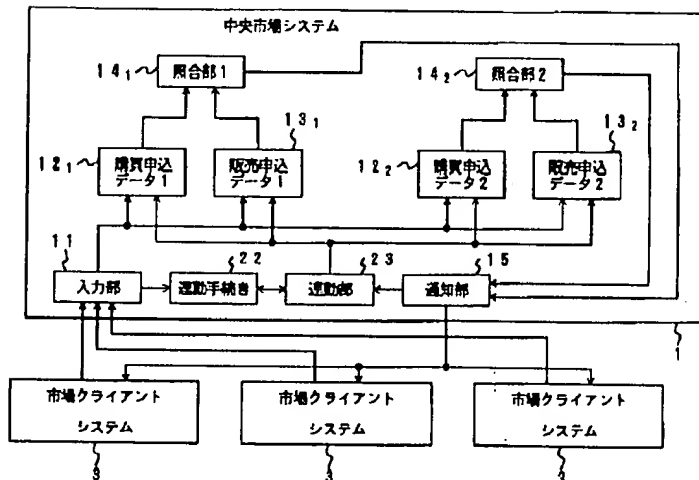 中央市場システム
14₁
照合部1
14₂
照合部2
13₁
13₂
12₁
購買申込
データ1
販売申込
データ1
12₂
購買申込
データ2
販売申込
データ2
11
22
23
15
入力部
連動手続き
連動部
通知部
1
市場クライアント
システム
市場クライアント
システム
市場クライアント
システム
3
3
3